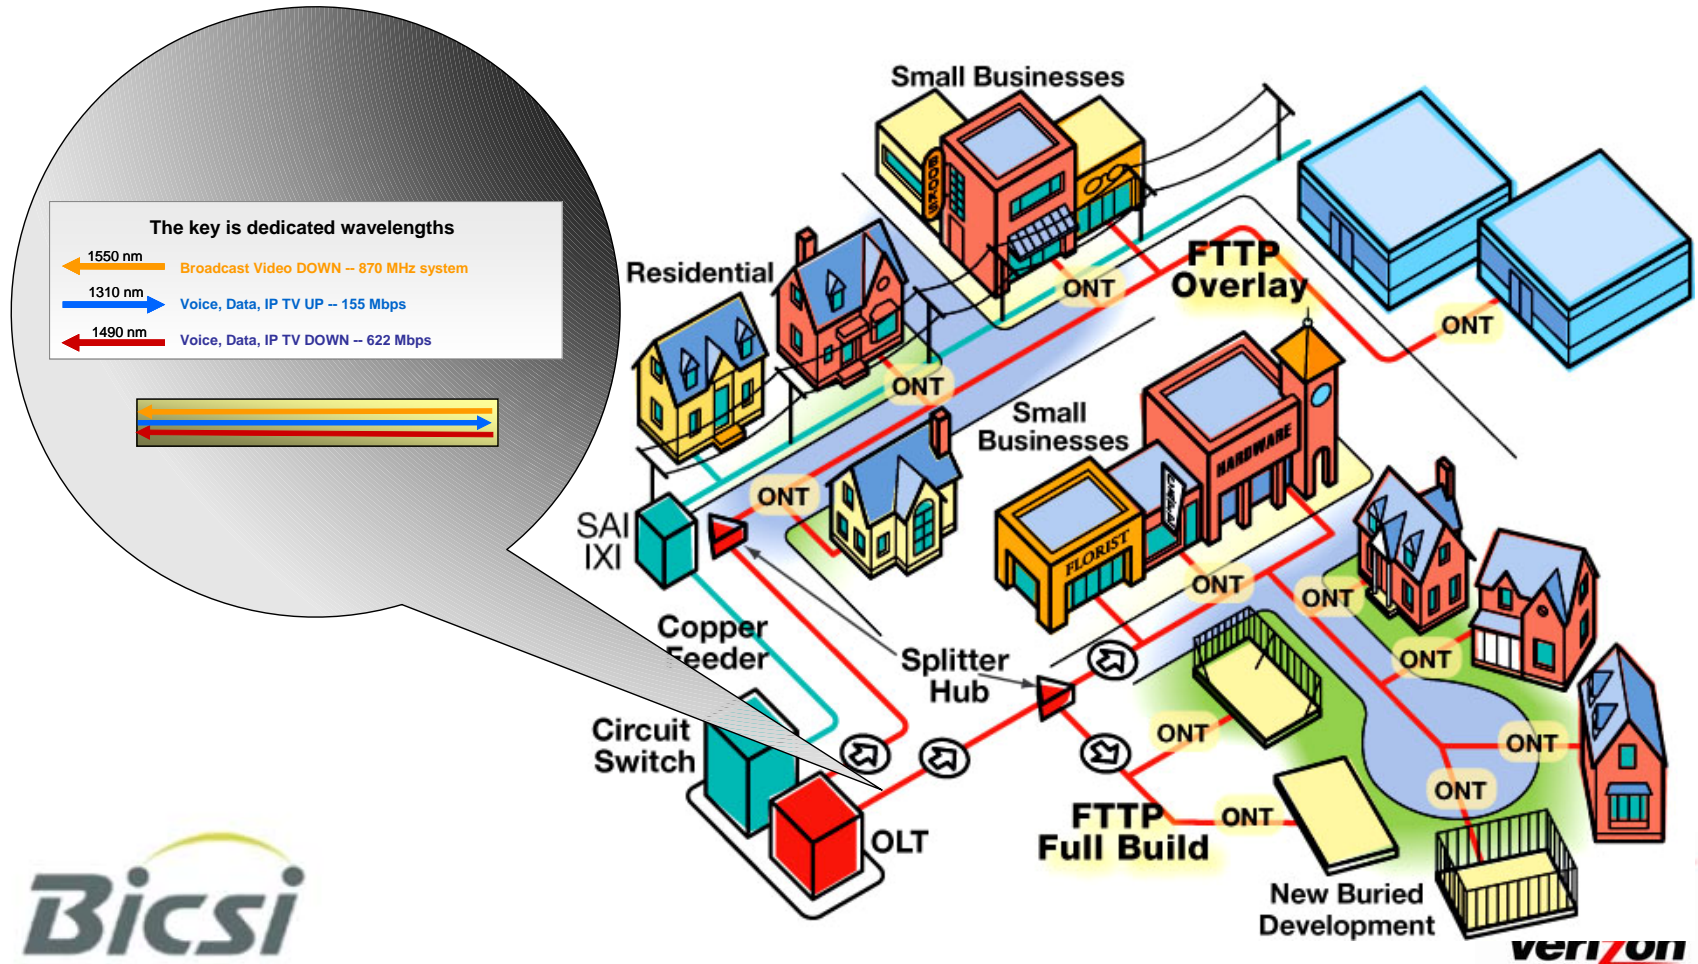 The key is dedicated wavelengths
1550 nm
Broadcast Video DOWN -- 870 MHz system
1310 nm
Voice, Data, IP TV UP -- 155 Mbps
1490 nm
Voice, Data, IP TV DOWN -- 622 Mbps
Small Businesses
BOOKS
Residential
ONT
FTTP
Overlay
ONT
ONT
Small
Businesses
HARDWARE
ONT
SAI
IXI
FLORIST
ONT
ONT
Copper
Feeder
Splitter
Hub
ONT
Circuit
Switch
ONT
ONT
ONT
OLT
FTTP
Full Build
ONT
New Buried
Development
Bicsi
verizon